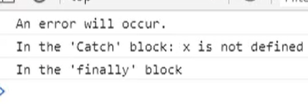 An error will occur.
In the 'Catch' block: x is not defined
In the 'finally' block